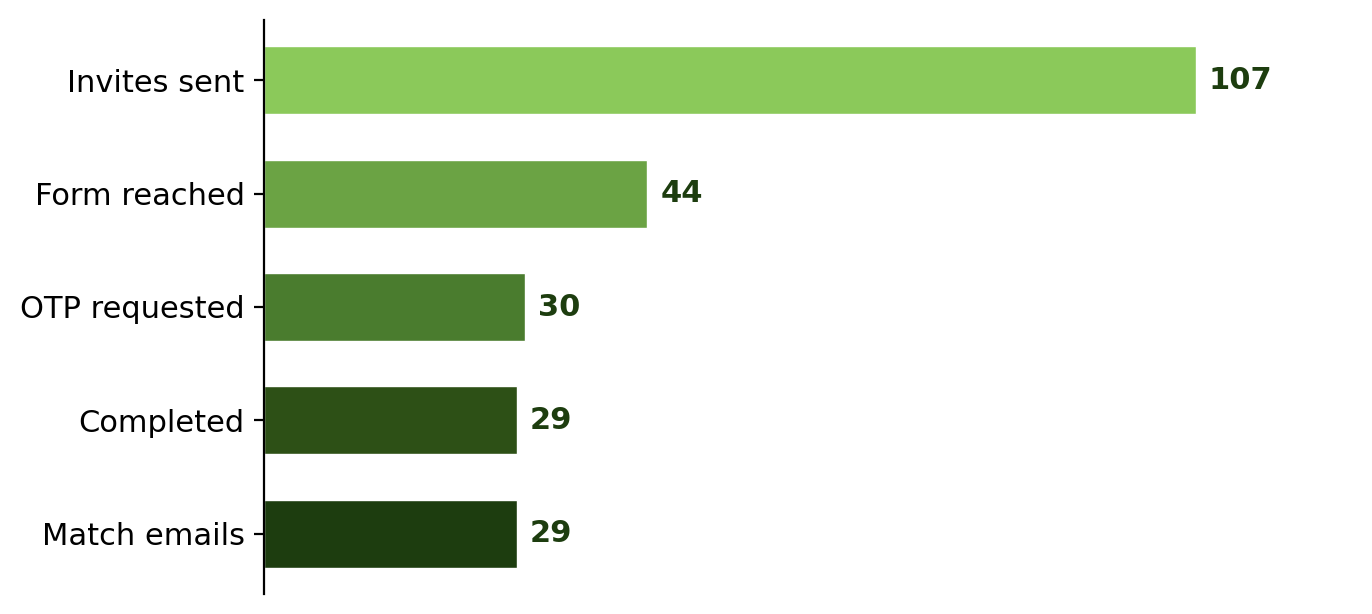 Invites sent 107
Form reached 44
OTP requested 30
Completed 29
Match emails 29